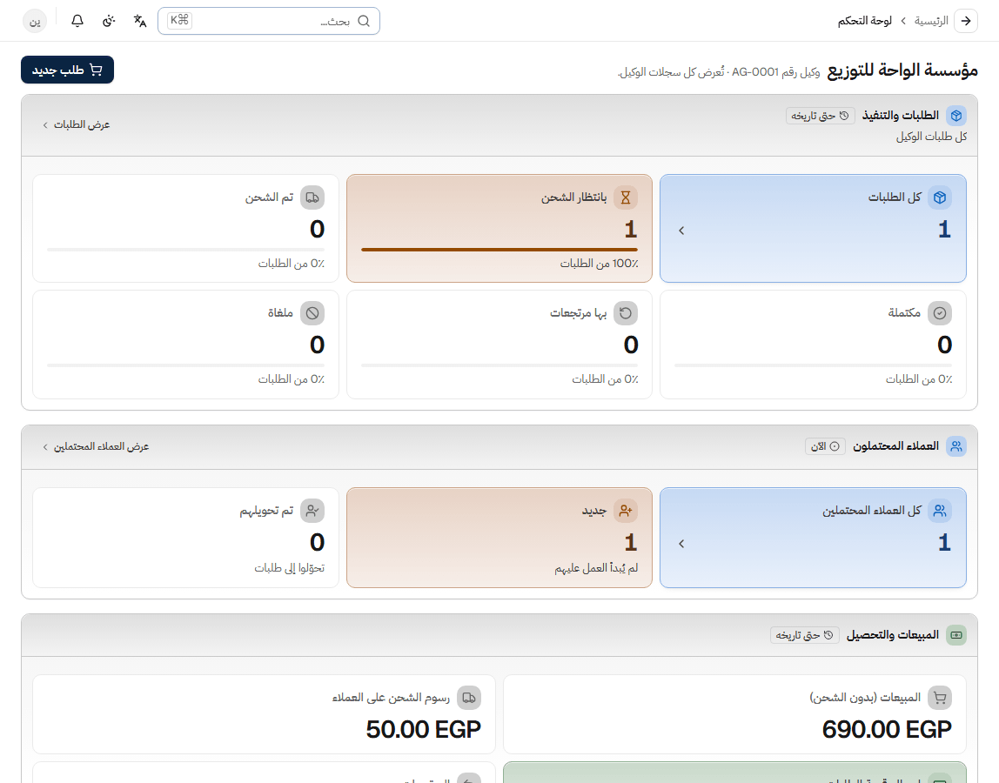 الرئيسية
لوحة التحكم
بحث...
⌘K
ين
مؤسسة الواحة للتوزيع
وكيل رقم AG-0001 · تُعرض كل سجلات الوكيل.
طلب جديد
الطلبات والتنفيذ
حتى تاريخه
كل طلبات الوكيل
عرض الطلبات
كل الطلبات
1
بانتظار الشحن
1
100٪ من الطلبات
تم الشحن
0
0٪ من الطلبات
مكتملة
0
0٪ من الطلبات
بها مرتجعات
0
0٪ من الطلبات
ملغاة
0
0٪ من الطلبات
العملاء المحتملون
الآن
عرض العملاء المحتملين
كل العملاء المحتملين
1
جديد
1
لم يُبدأ العمل عليهم
تم تحويلهم
0
تحوّلوا إلى طلبات
المبيعات والتحصيل
حتى تاريخه
المبيعات (بدون الشحن)
690.00 EGP
رسوم الشحن على العملاء
50.00 EGP